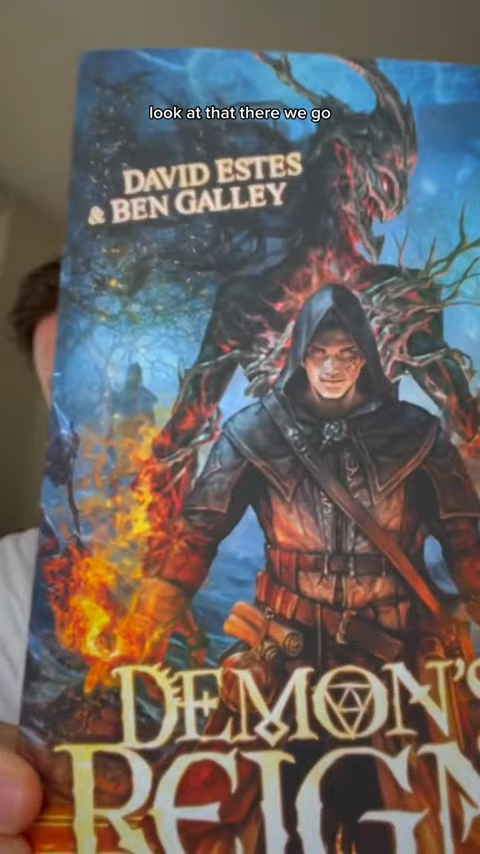 look at that there we go
DAVID ESTES
& BEN GALLEY
DEMON'S
REIGN